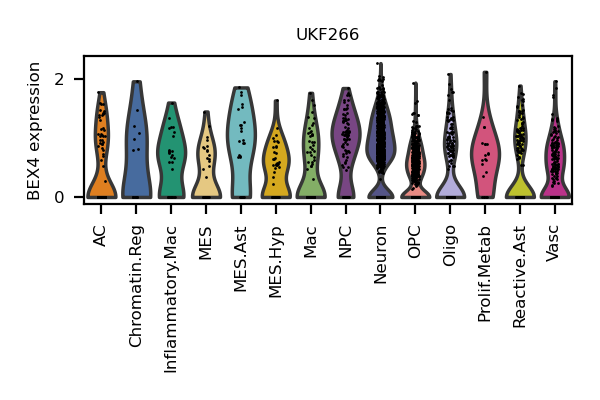 UKF266
BEX4 expression
2
0
AC
Chromatin.Reg
Inflammatory.Mac
MES
MES.Ast
MES.Hyp
Mac
NPC
Neuron
OPC
Oligo
Prolif.Metab
Reactive.Ast
Vasc